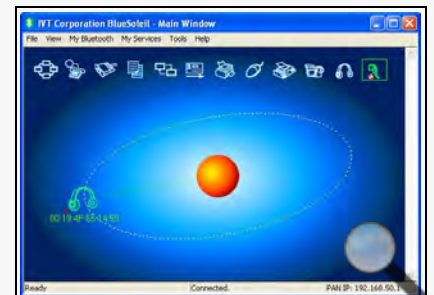 IVT Corporation BlueSoleil - Main Window
File View My Bluetooth My Services Tools Help
Ready Connected. PAN IP: 192.168.50.1